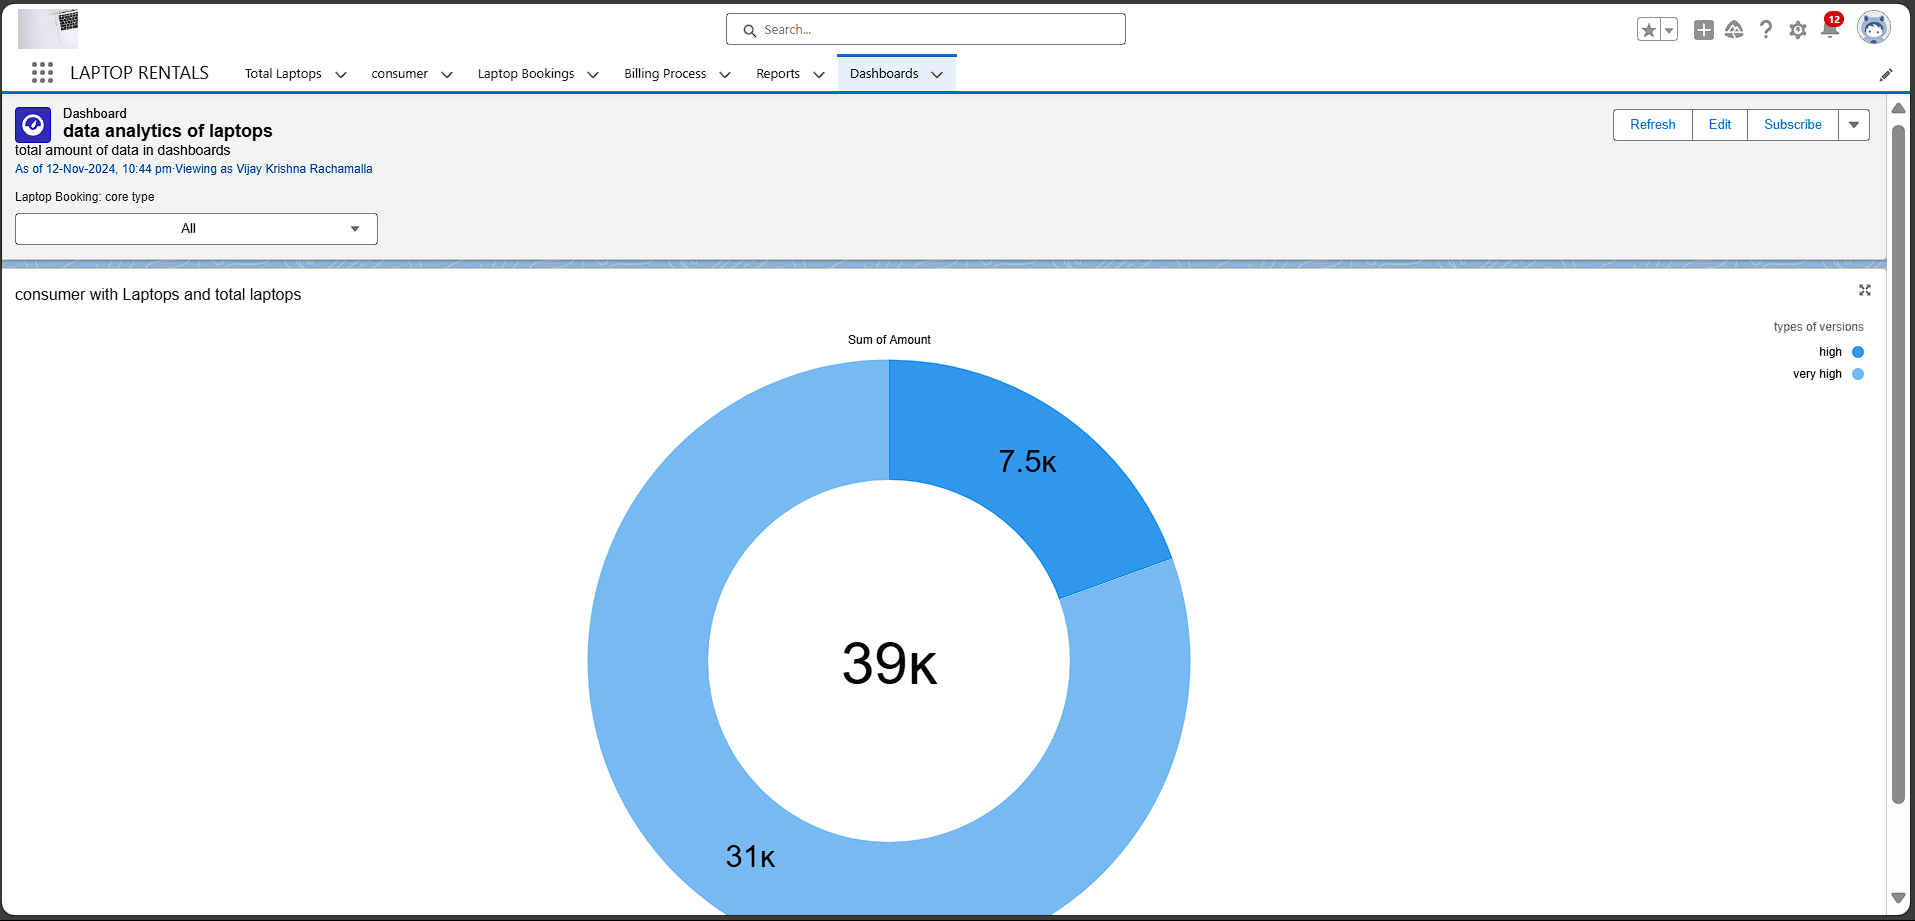 Search...
12
LAPTOP RENTALS
Total Laptops
consumer
Laptop Bookings
Billing Process
Reports
Dashboards
Dashboard
data analytics of laptops
total amount of data in dashboards
As of 12-Nov-2024, 10:44 pm·Viewing as Vijay Krishna Rachamalla
Refresh
Edit
Subscribe
Laptop Booking: core type
All
consumer with Laptops and total laptops
Sum of Amount
types of versions
high
very high
7.5ĸ
39ĸ
31ĸ